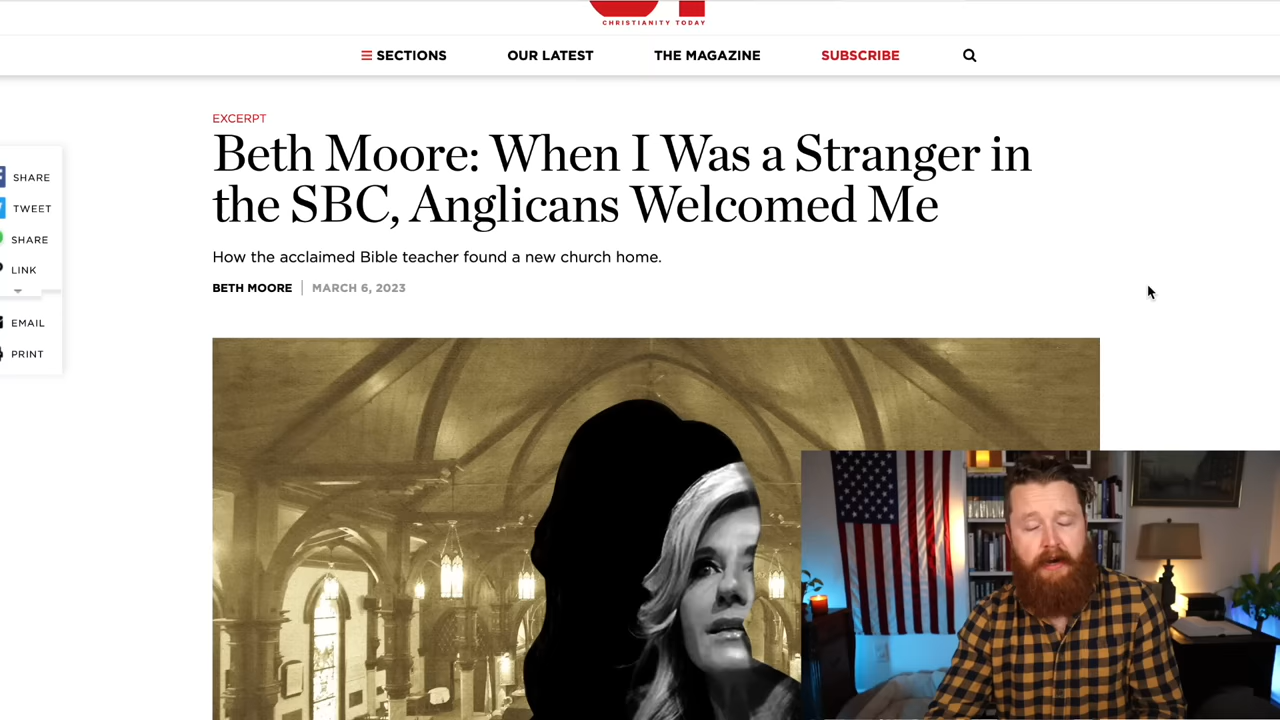 CHRISTIANITY TODAY
SECTIONS OUR LATEST THE MAGAZINE SUBSCRIBE
EXCERPT
Beth Moore: When I Was a Stranger in
the SBC, Anglicans Welcomed Me
How the acclaimed Bible teacher found a new church home.
BETH MOORE | MARCH 6, 2023
SHARE
TWEET
SHARE
LINK
EMAIL
PRINT